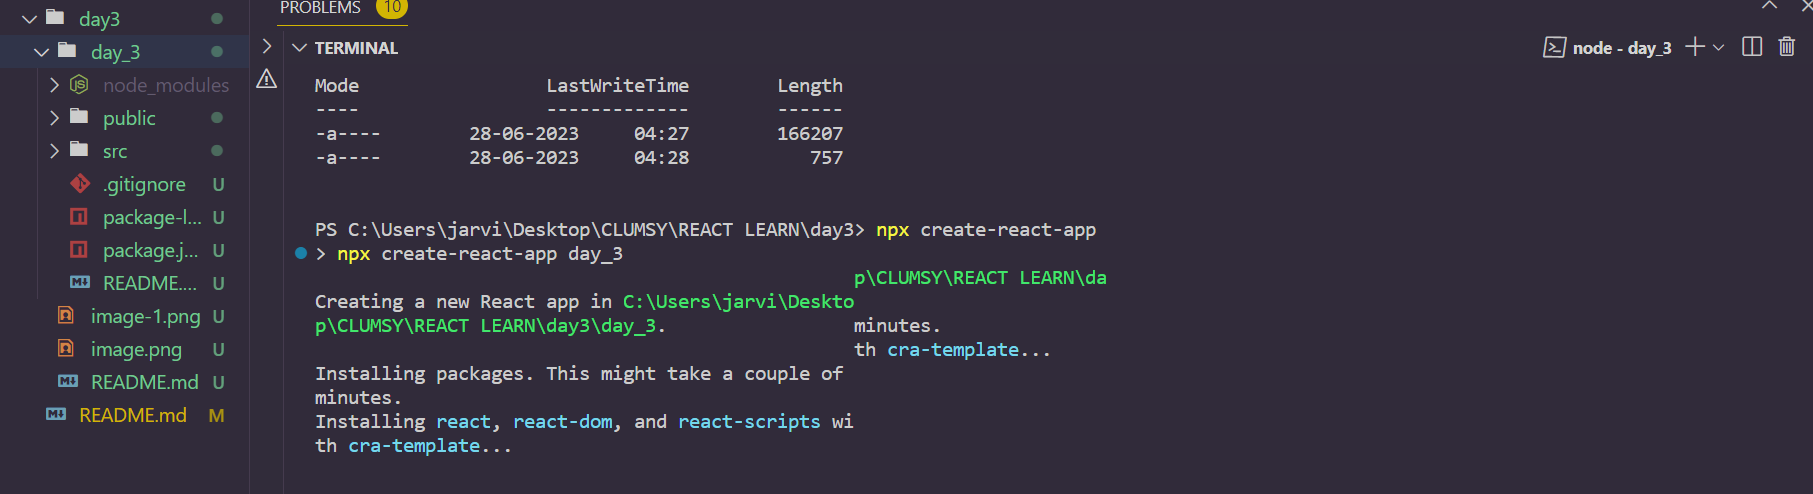 day3
day_3
node_modules
public
src
.gitignore U
package-l... U
package.j... U
README.... U
image-1.png U
image.png U
README.md U
README.md M
PROBLEMS 10
TERMINAL
node - day_3
Mode LastWriteTime Length
---- ------------- ------
-a---- 28-06-2023 04:27 166207
-a---- 28-06-2023 04:28 757
PS C:\Users\jarvi\Desktop\CLUMSY\REACT LEARN\day3> npx create-react-app
> npx create-react-app day_3
p\CLUMSY\REACT LEARN\da
Creating a new React app in C:\Users\jarvi\Deskto
p\CLUMSY\REACT LEARN\day3\day_3. minutes.
th cra-template...
Installing packages. This might take a couple of
minutes.
Installing react, react-dom, and react-scripts wi
th cra-template...